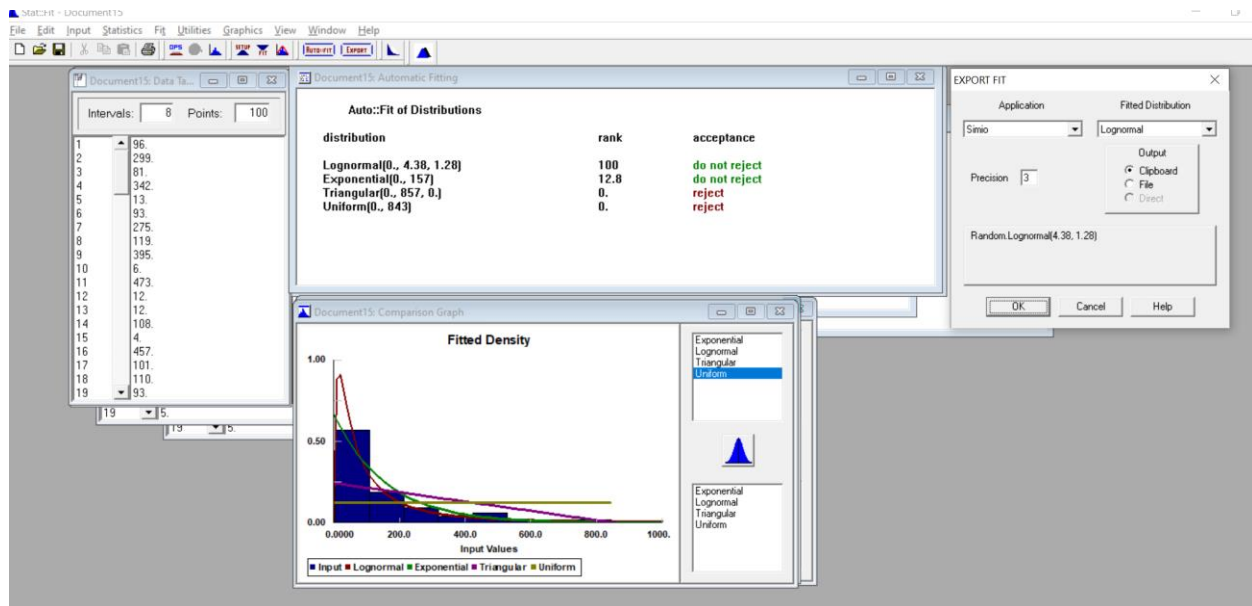 Stat::Fit - Document15
File Edit Input Statistics Fit Utilities Graphics View Window Help
OPS SETUP FIT AUTO::FIT EXPORT
Document15: Data Ta...
Intervals: 8 Points: 100
1 96.
2 299.
3 81.
4 342.
5 13.
6 93.
7 275.
8 119.
9 395.
10 6.
11 473.
12 12.
13 12.
14 108.
15 4.
16 457.
17 101.
18 110.
19 93.
19 5.
19 5.
Document15: Automatic Fitting
Auto::Fit of Distributions
distribution rank acceptance
Lognormal(0., 4.38, 1.28) 100 do not reject
Exponential(0., 157) 12.8 do not reject
Triangular(0., 857, 0.) 0. reject
Uniform(0., 843) 0. reject
Document15: Comparison Graph
Fitted Density
1.00
0.50
0.00
0.0000 200.0 400.0 600.0 800.0 1000.
Input Values
Input Lognormal Exponential Triangular Uniform
Exponential
Lognormal
Triangular
Uniform
Exponential
Lognormal
Triangular
Uniform
EXPORT FIT
Application Fitted Distribution
Simio Lognormal
Output
Precision 3
Clipboard
File
Direct
Random.Lognormal(4.38, 1.28)
OK Cancel Help